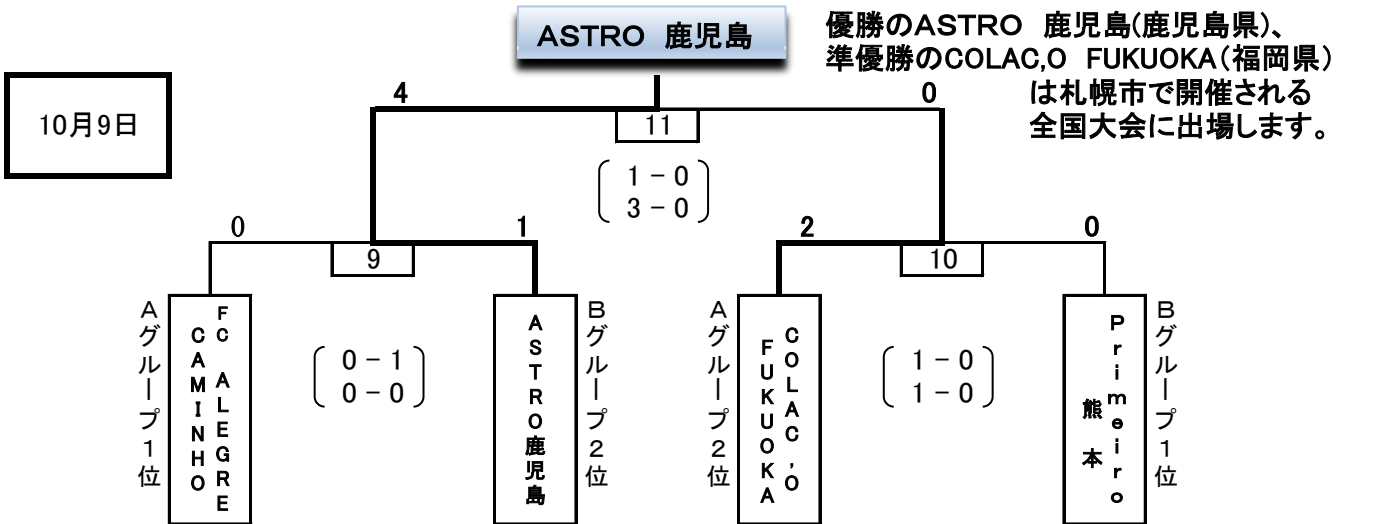 ASTRO 鹿児島
優勝のASTRO 鹿児島(鹿児島県)、
準優勝のCOLAC,O FUKUOKA(福岡県)
は札幌市で開催される
全国大会に出場します。
10月9日
4
0
11
1 - 0
3 - 0
0
1
2
0
9
10
Aグループ1位
FC ALEGRE
CAMINHO
0 - 1
0 - 0
ASTRO鹿児島
Bグループ2位
Aグループ2位
COLAC,O
FUKUOKA
1 - 0
1 - 0
Primeiro
熊本
Bグループ1位